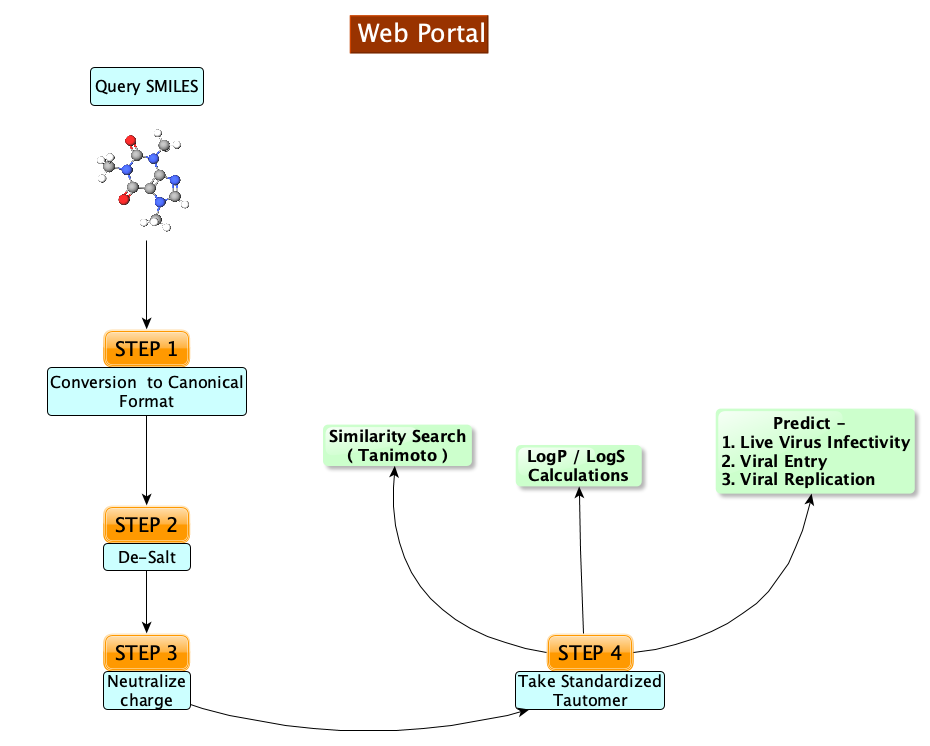 Web Portal
Query SMILES
STEP 1
Conversion to Canonical
Format
STEP 2
De-Salt
STEP 3
Neutralize
charge
Similarity Search
( Tanimoto )
LogP / LogS
Calculations
Predict -
1. Live Virus Infectivity
2. Viral Entry
3. Viral Replication
STEP 4
Take Standardized
Tautomer